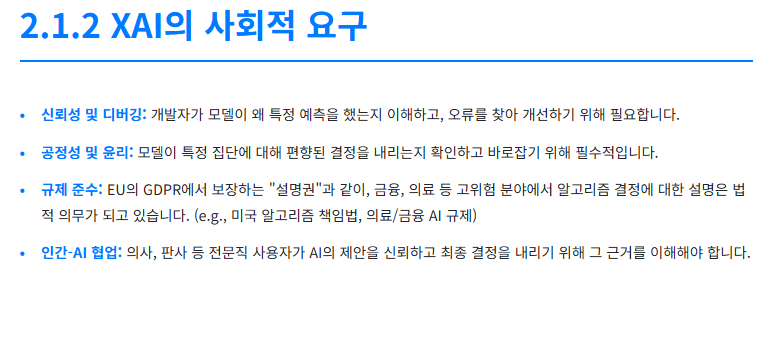 2.1.2 XAI의 사회적 요구
• 신뢰성 및 디버깅: 개발자가 모델이 왜 특정 예측을 했는지 이해하고, 오류를 찾아 개선하기 위해 필요합니다.
• 공정성 및 윤리: 모델이 특정 집단에 대해 편향된 결정을 내리는지 확인하고 바로잡기 위해 필수적입니다.
• 규제 준수: EU의 GDPR에서 보장하는 "설명권"과 같이, 금융, 의료 등 고위험 분야에서 알고리즘 결정에 대한 설명은 법
적 의무가 되고 있습니다. (e.g., 미국 알고리즘 책임법, 의료/금융 AI 규제)
• 인간-AI 협업: 의사, 판사 등 전문직 사용자가 AI의 제안을 신뢰하고 최종 결정을 내리기 위해 그 근거를 이해해야 합니다.